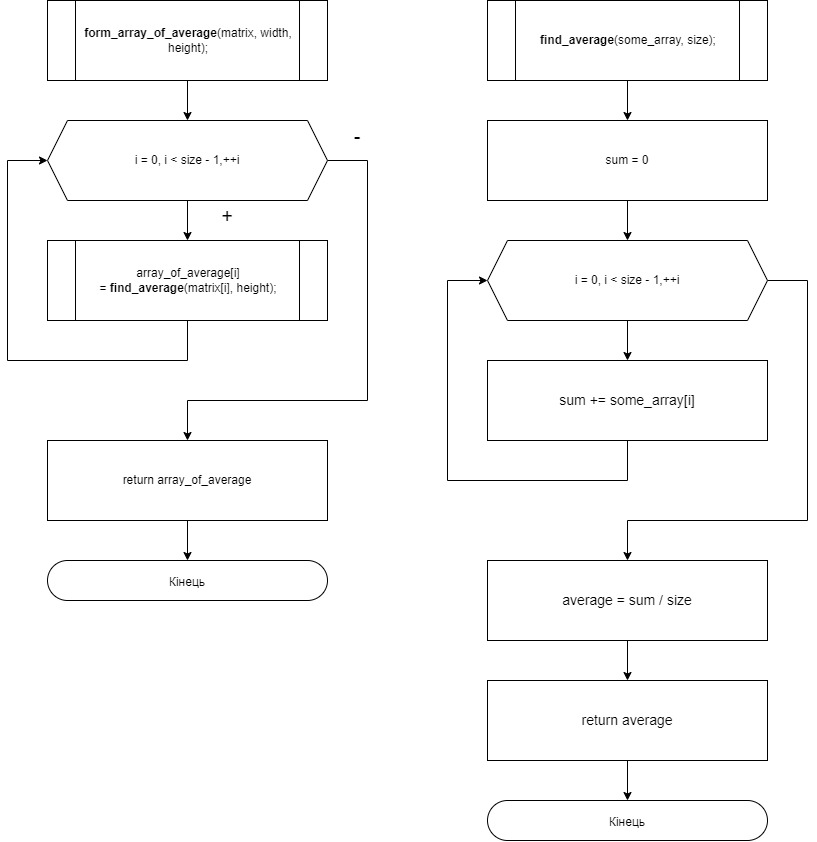 form_array_of_average(matrix, width,
height);
-
i = 0, i < size - 1,++i
+
array_of_average[i]
= find_average(matrix[i], height);
return array_of_average
Кінець
find_average(some_array, size);
sum = 0
i = 0, i < size - 1,++i
sum += some_array[i]
average = sum / size
return average
Кінець